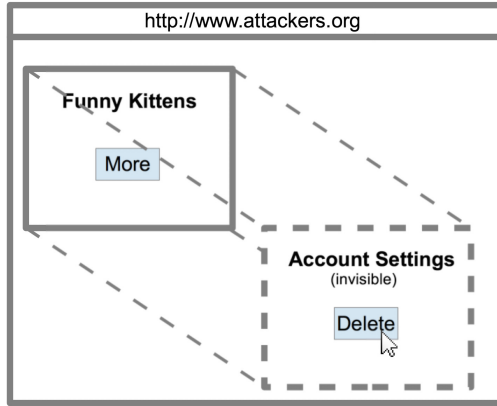 http://www.attackers.org
Funny Kittens
More
Account Settings
(invisible)
Delete